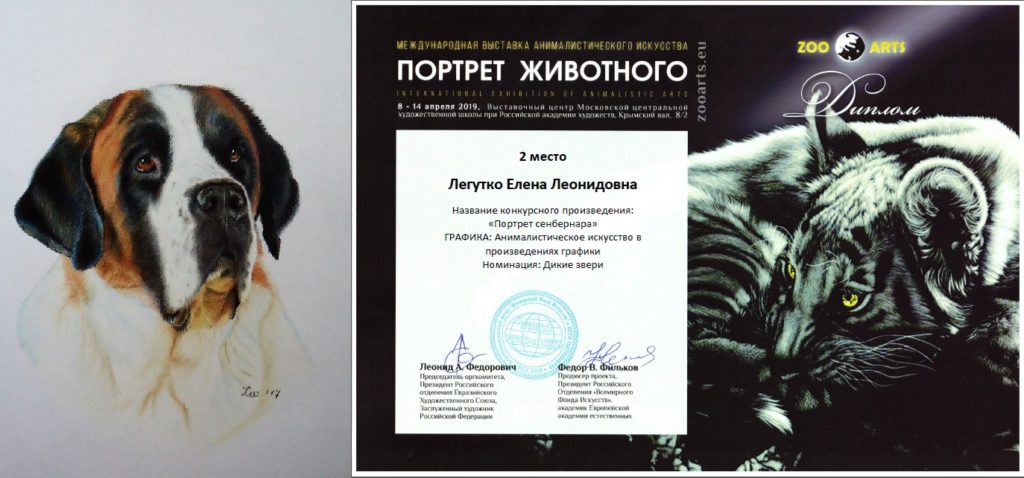 Leo '17
МЕЖДУНАРОДНАЯ ВЫСТАВКА АНИМАЛИСТИЧЕСКОГО ИСКУССТВА
ПОРТРЕТ ЖИВОТНОГО
INTERNATIONAL EXHIBITION OF ANIMALISTIC ARTS
8 - 14 апреля 2019, Выставочный центр Московской центральной
художественной школы при Российской академии художеств, Крымский вал, 8/2
zooarts.eu
ZOO ARTS
Диплом
2 место
Легутко Елена Леонидовна
Название конкурсного произведения:
«Портрет сенбернара»
ГРАФИКА: Анималистическое искусство в
произведениях графики
Номинация: Дикие звери
Леонид А. Федорович
Председатель оргкомитета,
Президент Российского
отделения Евразийского
Художественного Союза,
Заслуженный художник
Российской Федерации
Федор В. Фильков
Продюсер проекта,
Президент Российского
Отделения «Всемирного
Фонда Искусств»,
академик Европейской
академии естественных